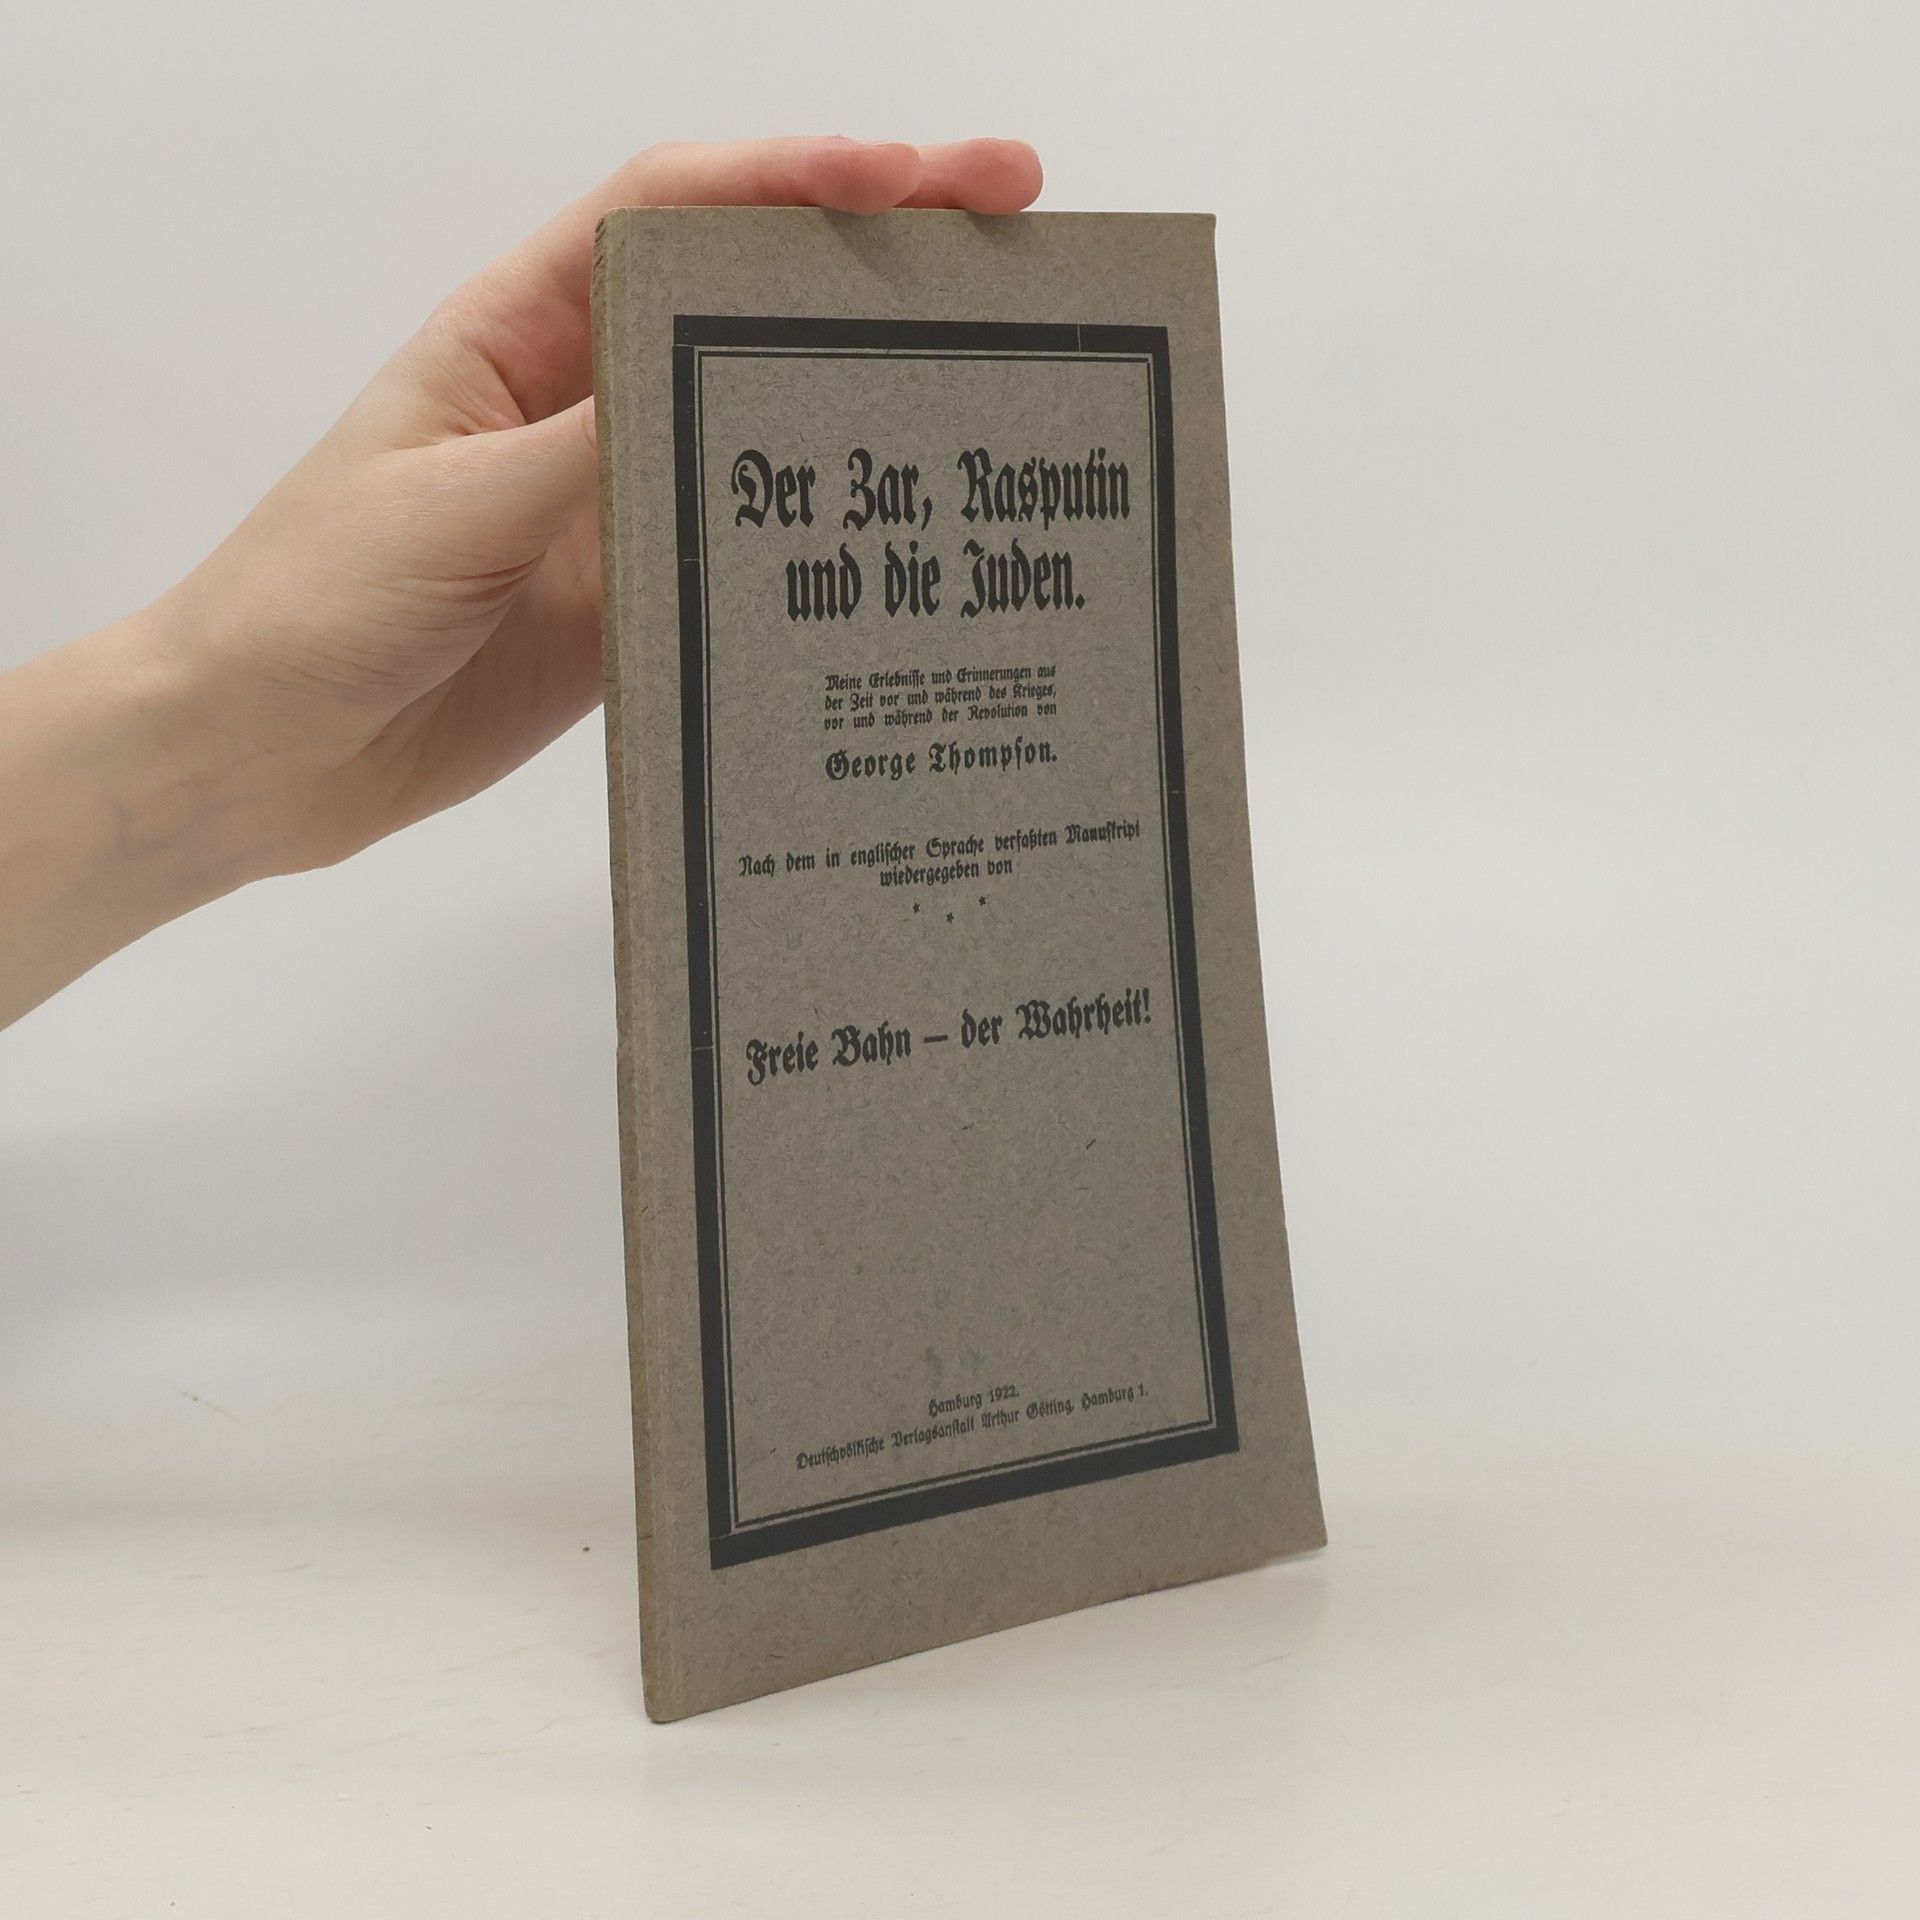 Der Zar, Rasputin
und die Juden.
Meine Erlebnisse und Erinnerungen aus
der Zeit vor und während des Krieges,
vor und während der Revolution von
George Thompson.
Nach dem in englischer Sprache verfaßten Manuskript
wiedergegeben von
* * *
Freie Bahn — der Wahrheit!
Hamburg 1922.
Deutschvölkische Verlagsanstalt Arthur Götting, Hamburg 1.